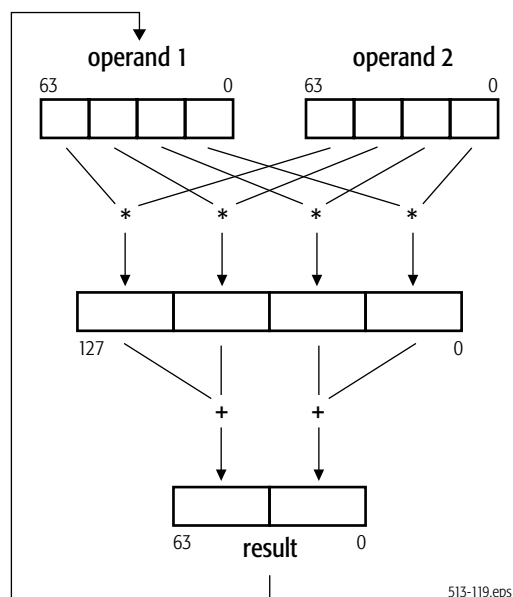 operand 1 operand 2
63 0 63 0
* * * *
127 0
+ +
63 result 0
513-119.eps